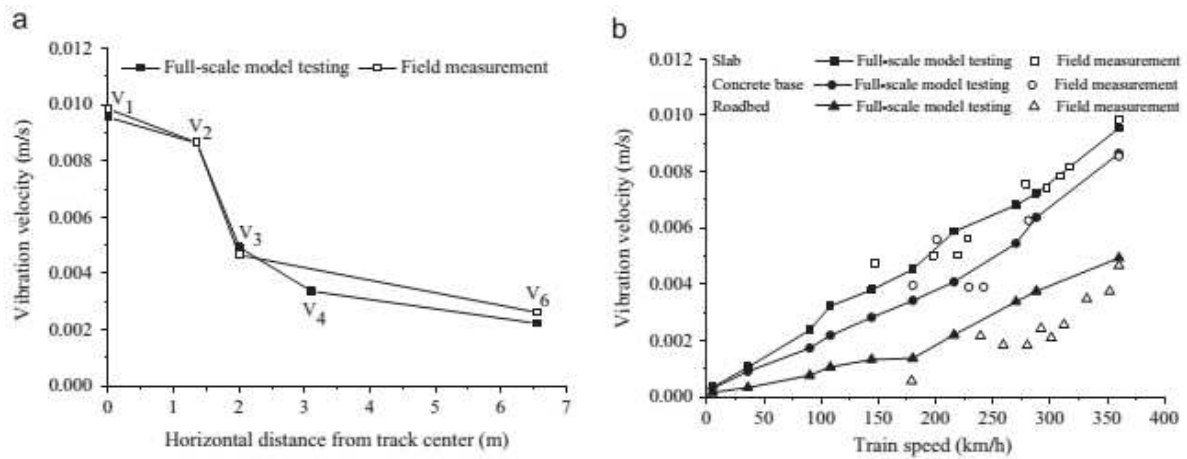 a
0.012
0.010
0.008
0.006
0.004
0.002
0.000
Vibration velocity (m/s)
Full-scale model testing Field measurement
V1
V2
V3
V4
V6
0 1 2 3 4 5 6 7
Horizontal distance from track center (m)
b
0.012
0.010
0.008
0.006
0.004
0.002
0.000
Vibration velocity (m/s)
Slab Full-scale model testing Field measurement
Concrete base Full-scale model testing Field measurement
Roadbed Full-scale model testing Field measurement
0 50 100 150 200 250 300 350 400
Train speed (km/h)